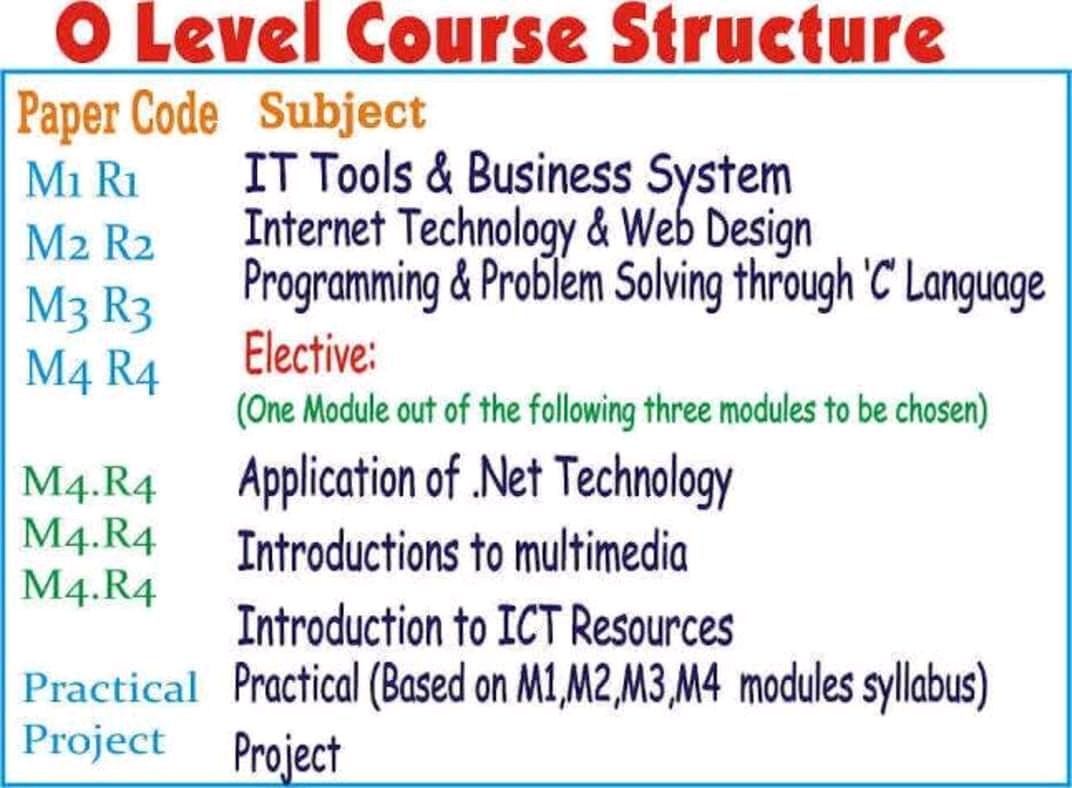 O Level Course Structure
Paper Code Subject
M1 R1 IT Tools & Business System
M2 R2 Internet Technology & Web Design
M3 R3 Programming & Problem Solving through 'C' Language
M4 R4 Elective:
(One Module out of the following three modules to be chosen)
M4.R4 Application of .Net Technology
M4.R4 Introductions to multimedia
M4.R4 Introduction to ICT Resources
Practical Practical (Based on M1,M2,M3,M4 modules syllabus)
Project Project